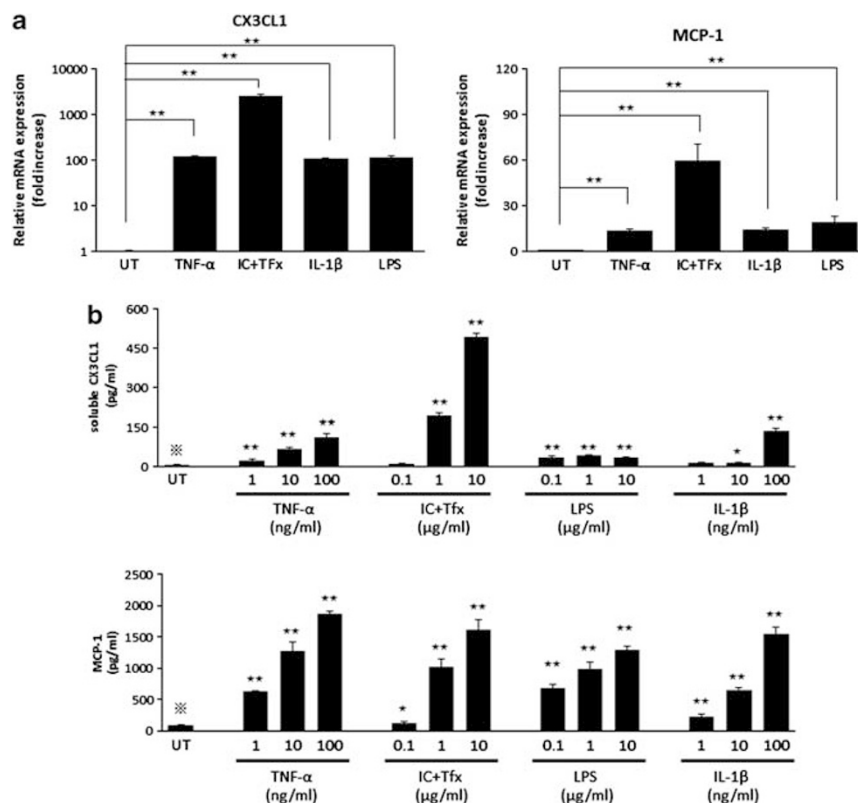 a
CX3CL1
Relative mRNA expression
(fold increase)
10000
1000
100
10
1
★★
★★
★★
★★
UT TNF-α IC+TFx IL-1β LPS
MCP-1
Relative mRNA expression
(fold increase)
120
90
60
30
0
★★
★★
★★
★★
UT TNF-α IC+TFx IL-1β LPS
b
soluble CX3CL1
(pg/ml)
600
450
300
150
0
※ ★★ ★★ ★★ ★★ ★★ ★★ ★★ ★★ ★ ★★
UT 1 10 100 0.1 1 10 0.1 1 10 1 10 100
TNF-α IC+Tfx LPS IL-1β
(ng/ml) (μg/ml) (μg/ml) (ng/ml)
MCP-1
(pg/ml)
2500
2000
1500
1000
500
0
※ ★★ ★★ ★★ ★ ★★ ★★ ★★ ★★ ★★ ★★ ★★ ★★
UT 1 10 100 0.1 1 10 0.1 1 10 1 10 100
TNF-α IC+Tfx LPS IL-1β
(ng/ml) (μg/ml) (μg/ml) (ng/ml)